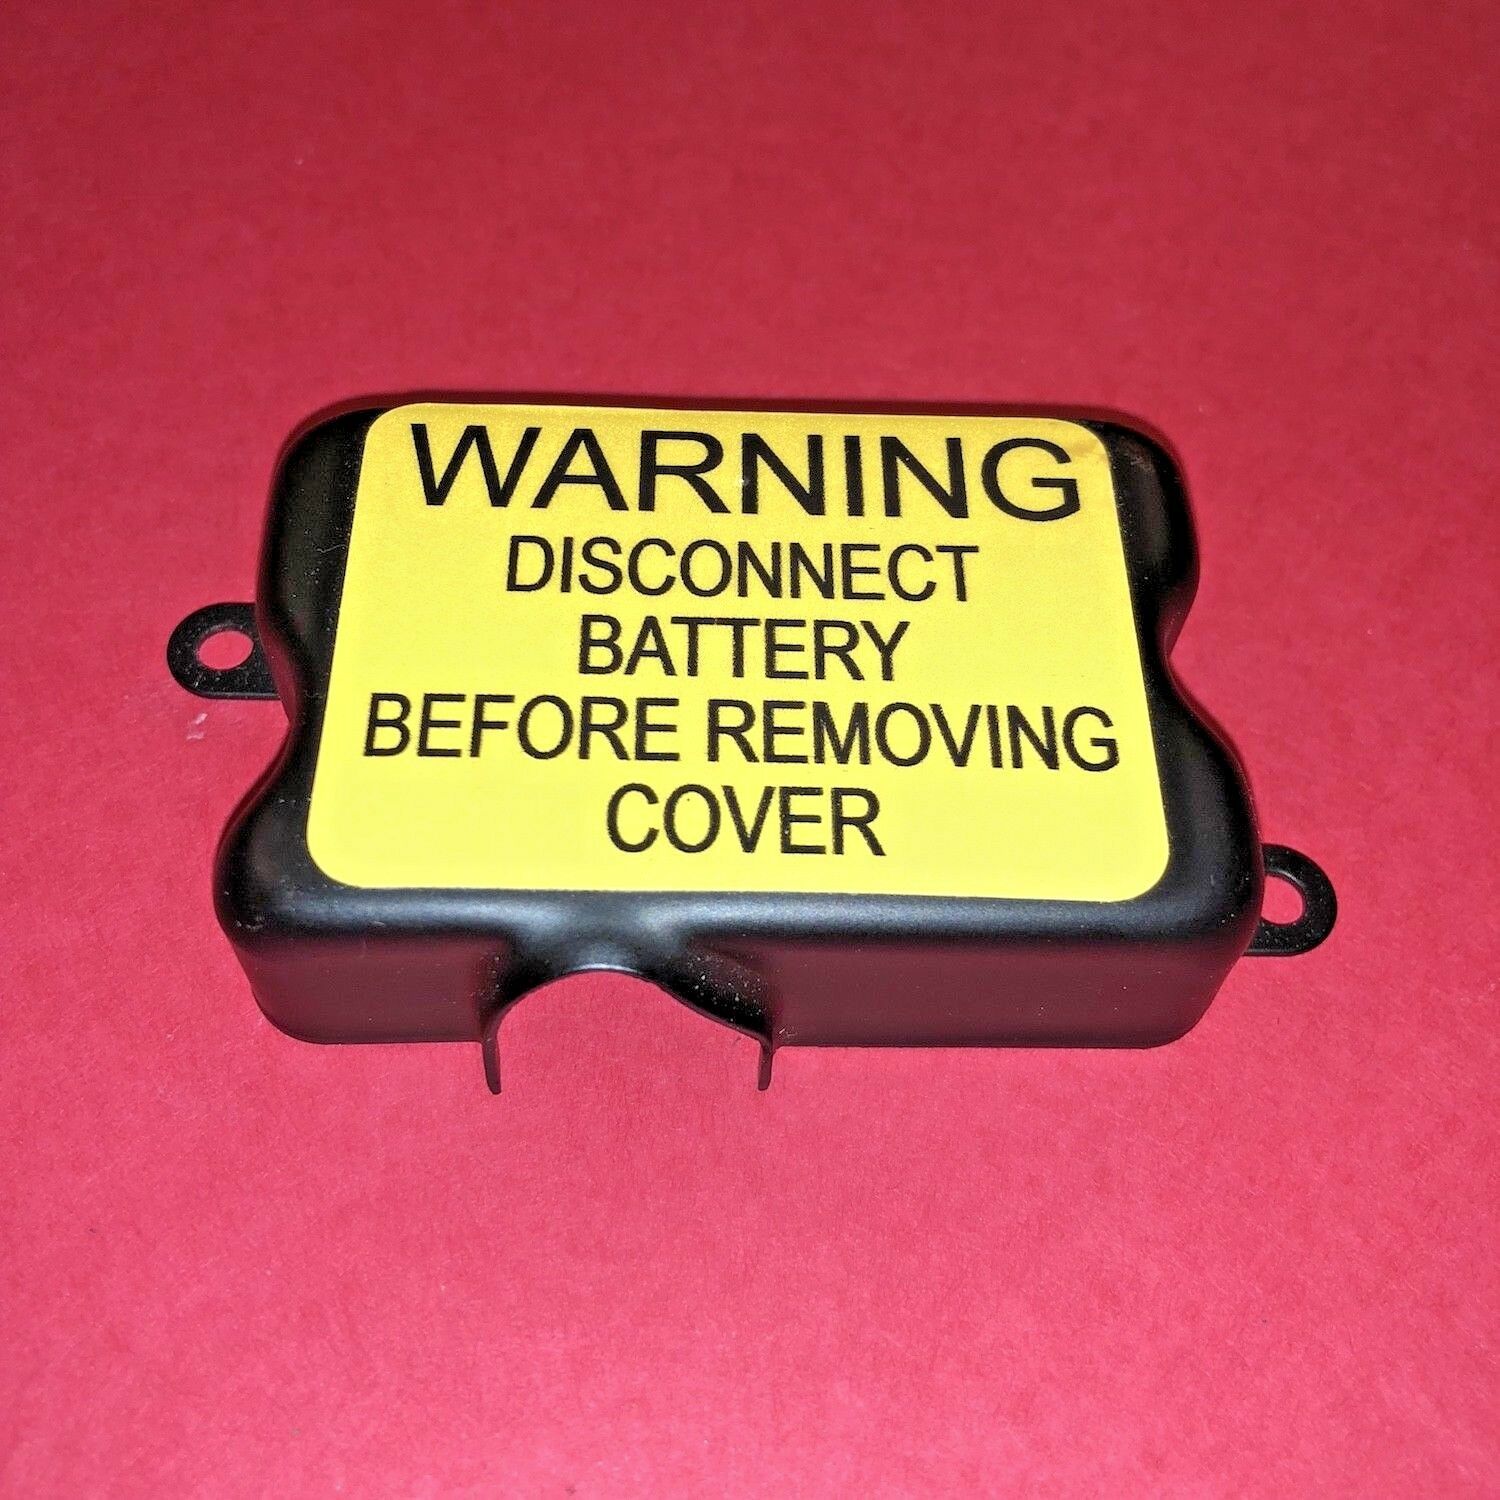 WARNING
DISCONNECT
BATTERY
BEFORE REMOVING
COVER